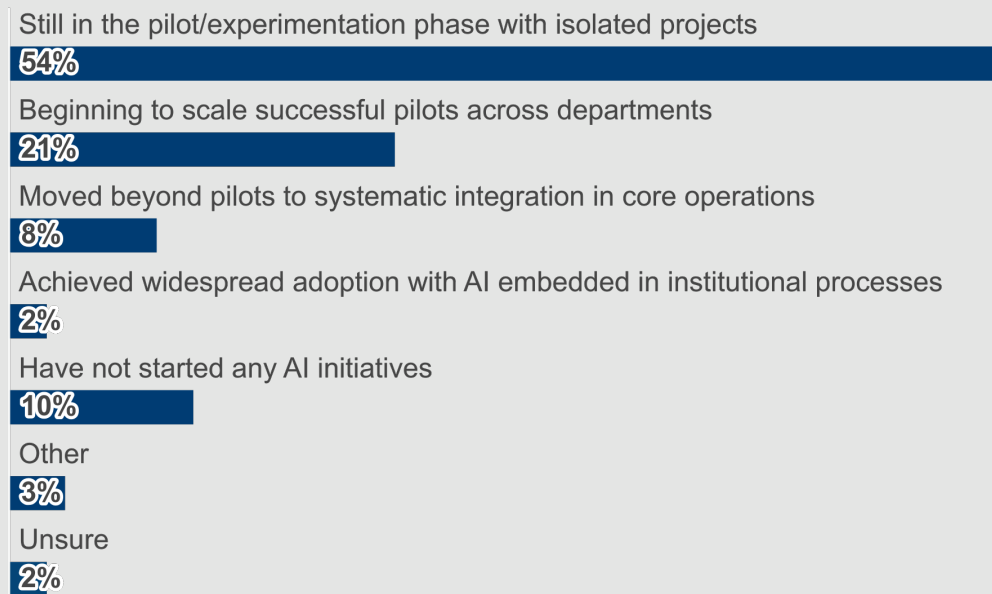 Still in the pilot/experimentation phase with isolated projects
54%
Beginning to scale successful pilots across departments
21%
Moved beyond pilots to systematic integration in core operations
8%
Achieved widespread adoption with AI embedded in institutional processes
2%
Have not started any AI initiatives
10%
Other
3%
Unsure
2%